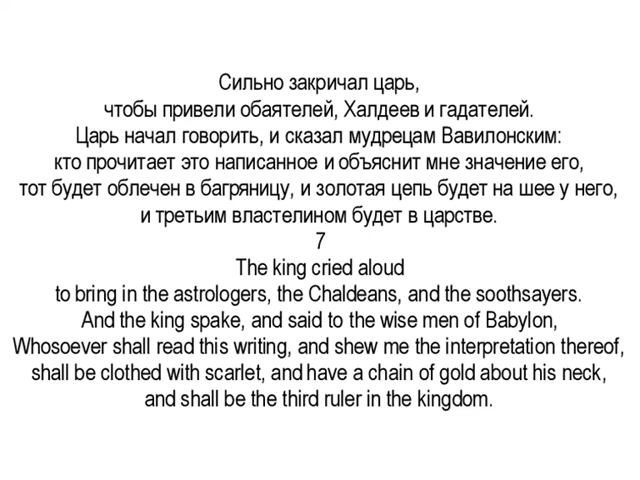 Сильно закричал царь,
чтобы привели обаятелей, Халдеев и гадателей.
Царь начал говорить, и сказал мудрецам Вавилонским:
кто прочитает это написанное и объяснит мне значение его,
тот будет облечен в багряницу, и золотая цепь будет на шее у него,
и третьим властелином будет в царстве.
7
The king cried aloud
to bring in the astrologers, the Chaldeans, and the soothsayers.
And the king spake, and said to the wise men of Babylon,
Whosoever shall read this writing, and shew me the interpretation thereof,
shall be clothed with scarlet, and have a chain of gold about his neck,
and shall be the third ruler in the kingdom.